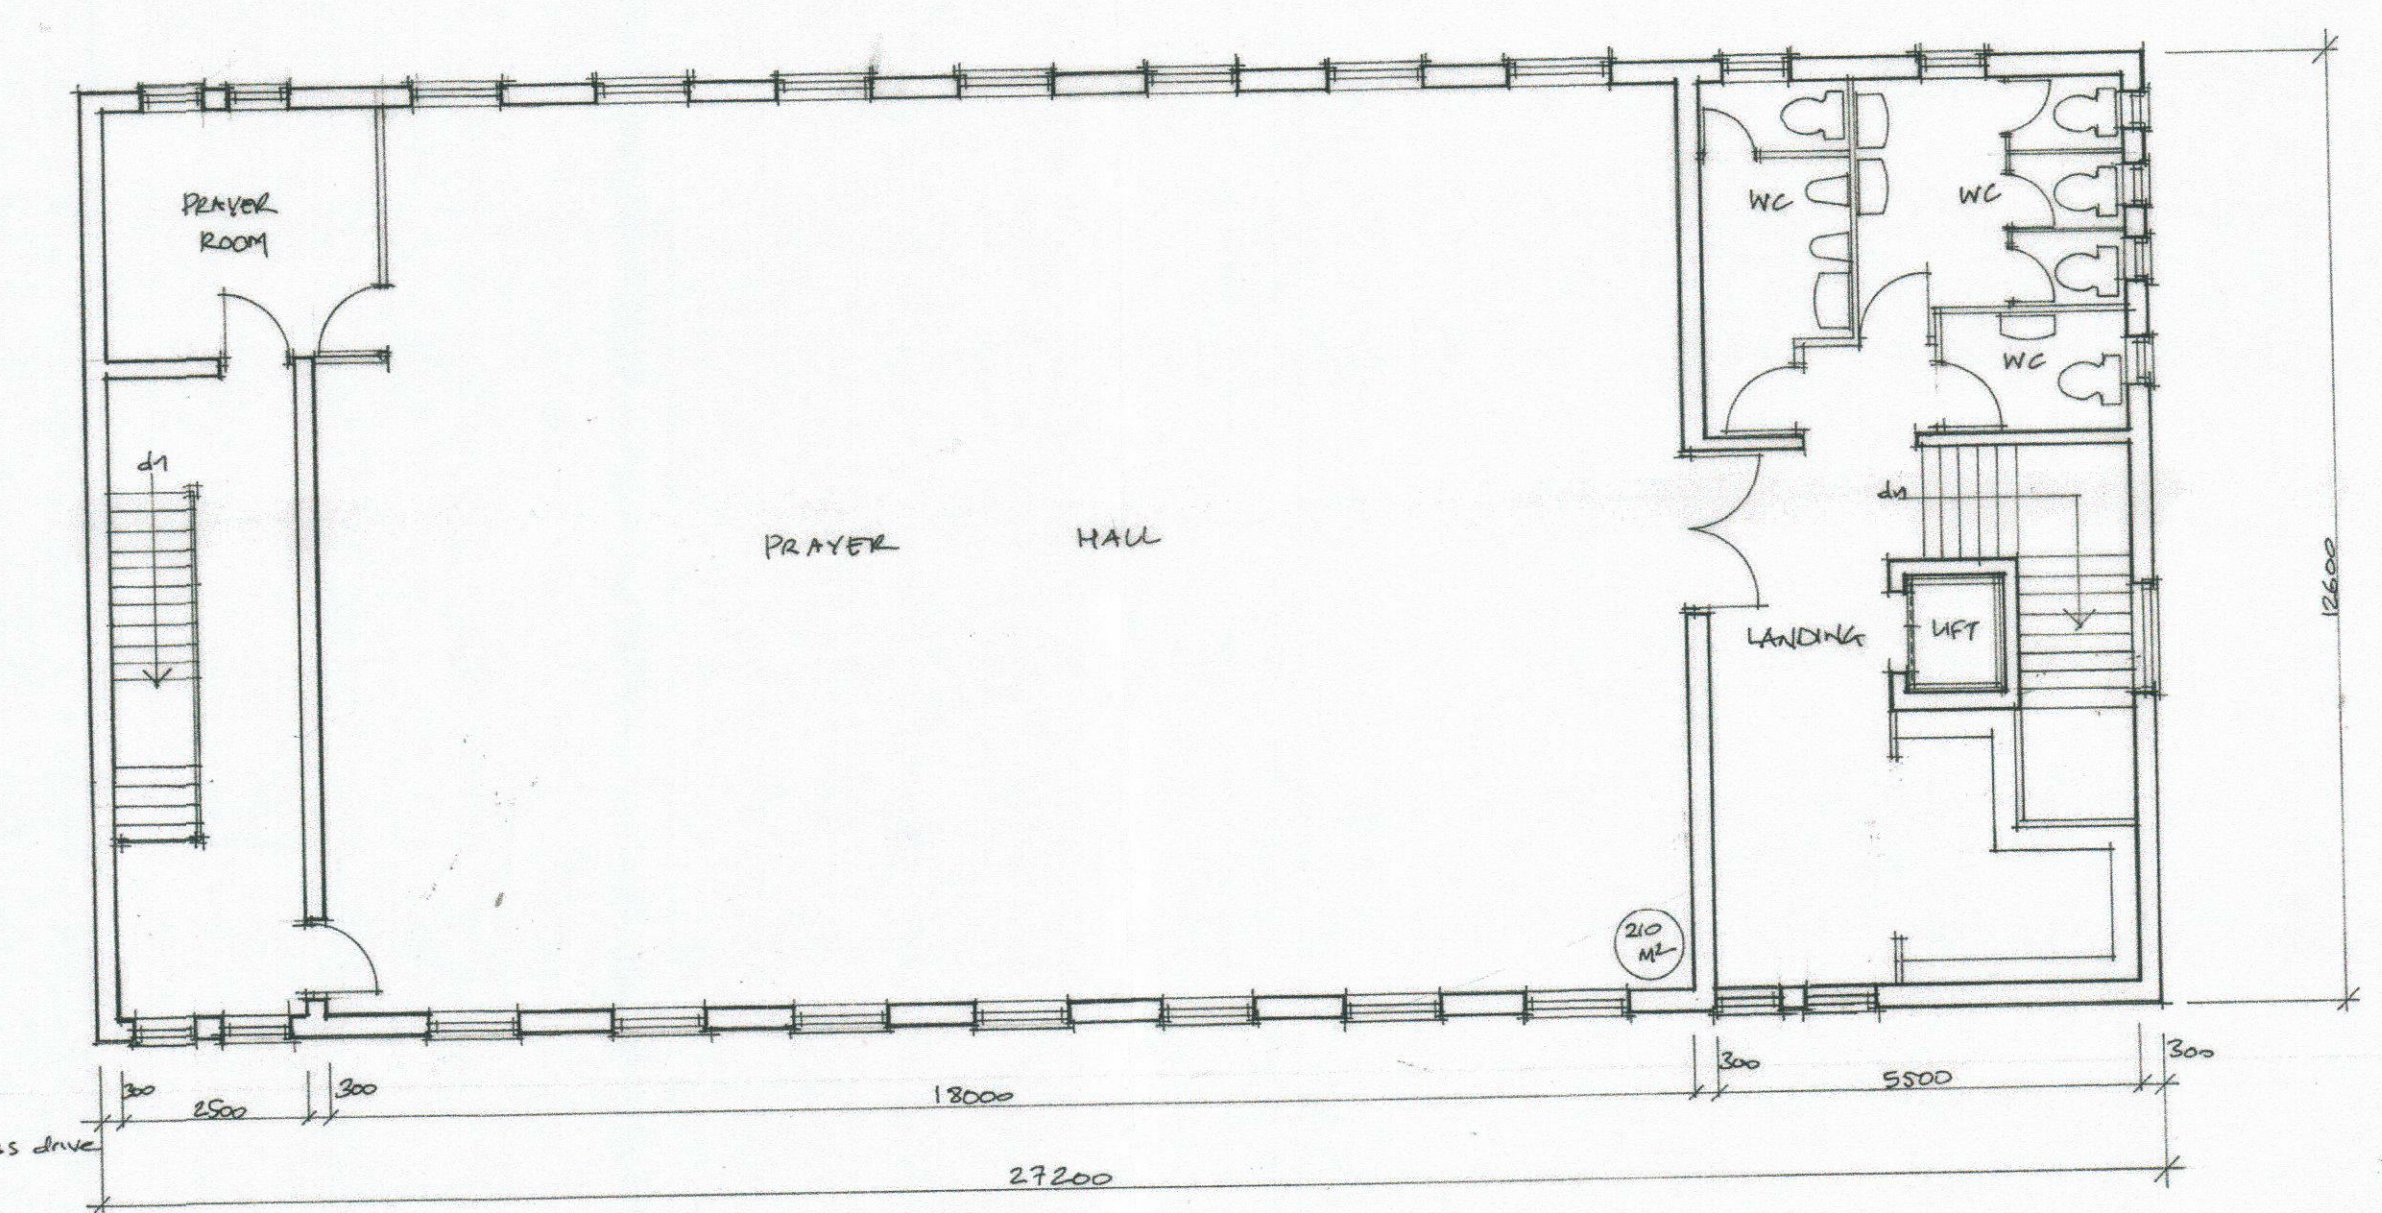 PRAYER
ROOM
WC
WC
WC
dn
dn
PRAYER HALL
LANDING
LIFT
12600
210
M²
300
2500
300
18000
300
5500
300
drive
27200